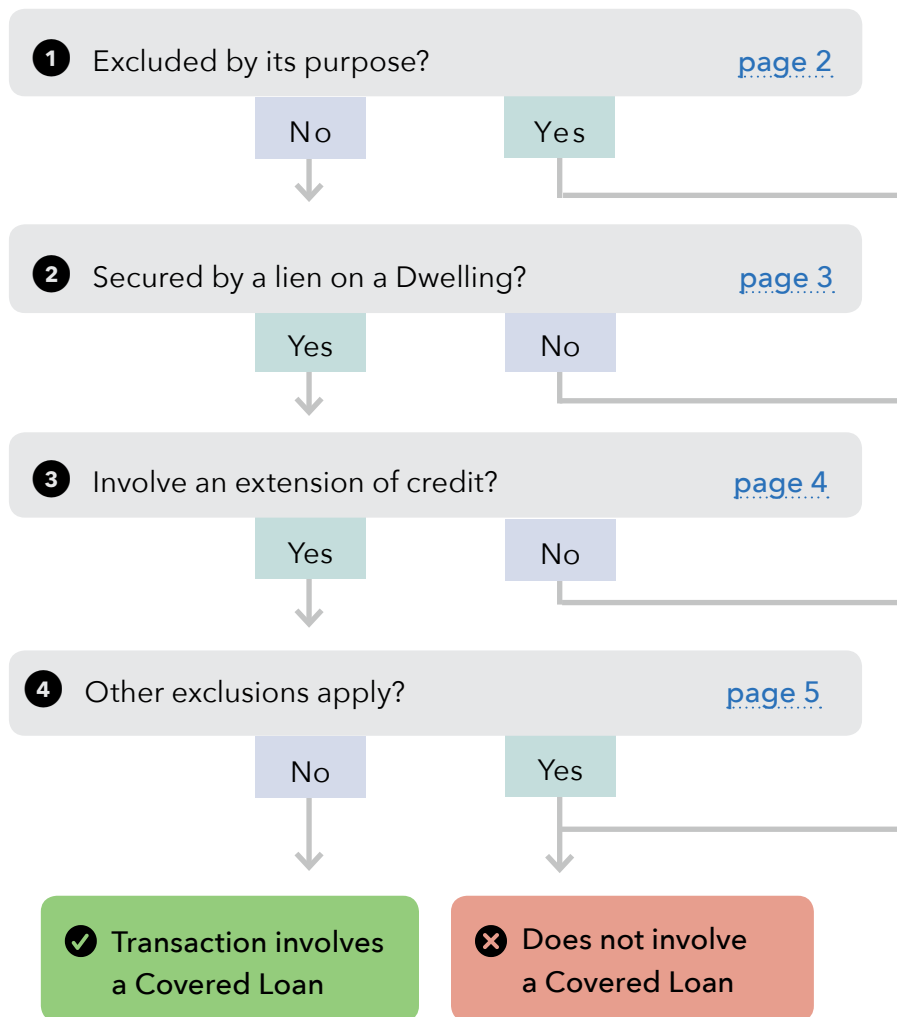 1 Excluded by its purpose? page 2
No Yes
2 Secured by a lien on a Dwelling? page 3
Yes No
3 Involve an extension of credit? page 4
Yes No
4 Other exclusions apply? page 5
No Yes
Transaction involves
a Covered Loan
Does not involve
a Covered Loan